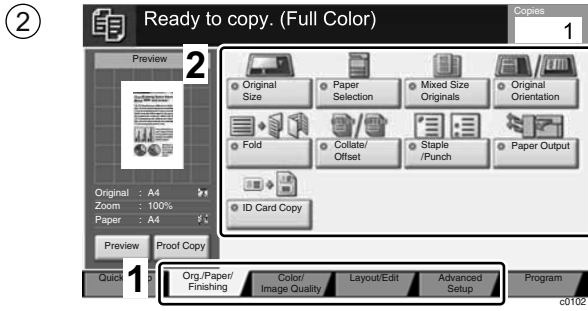 2
Ready to copy. (Full Color)
Copies
1
Preview
2
Original
Size
Paper
Selection
Mixed Size
Originals
Original
Orientation
Fold
Collate/
Offset
Staple
/Punch
Paper Output
ID Card Copy
Original : A4
Zoom : 100%
Paper : A4
Preview
Proof Copy
1
Quick
Org./Paper/
Finishing
Color/
Image Quality
Layout/Edit
Advanced
Setup
Program
c0102